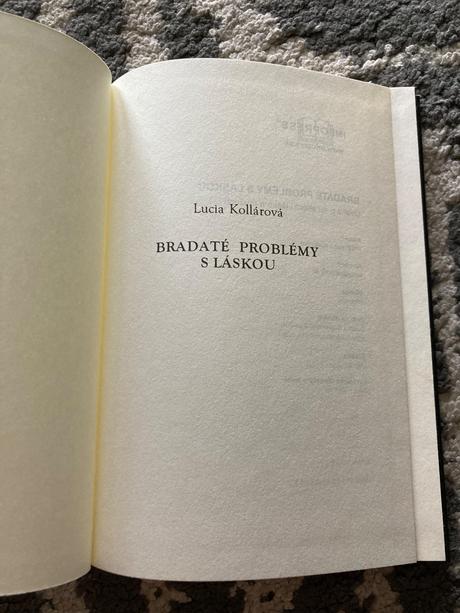 Lucia Kollárová
BRADATÉ PROBLÉMY
S LÁSKOU